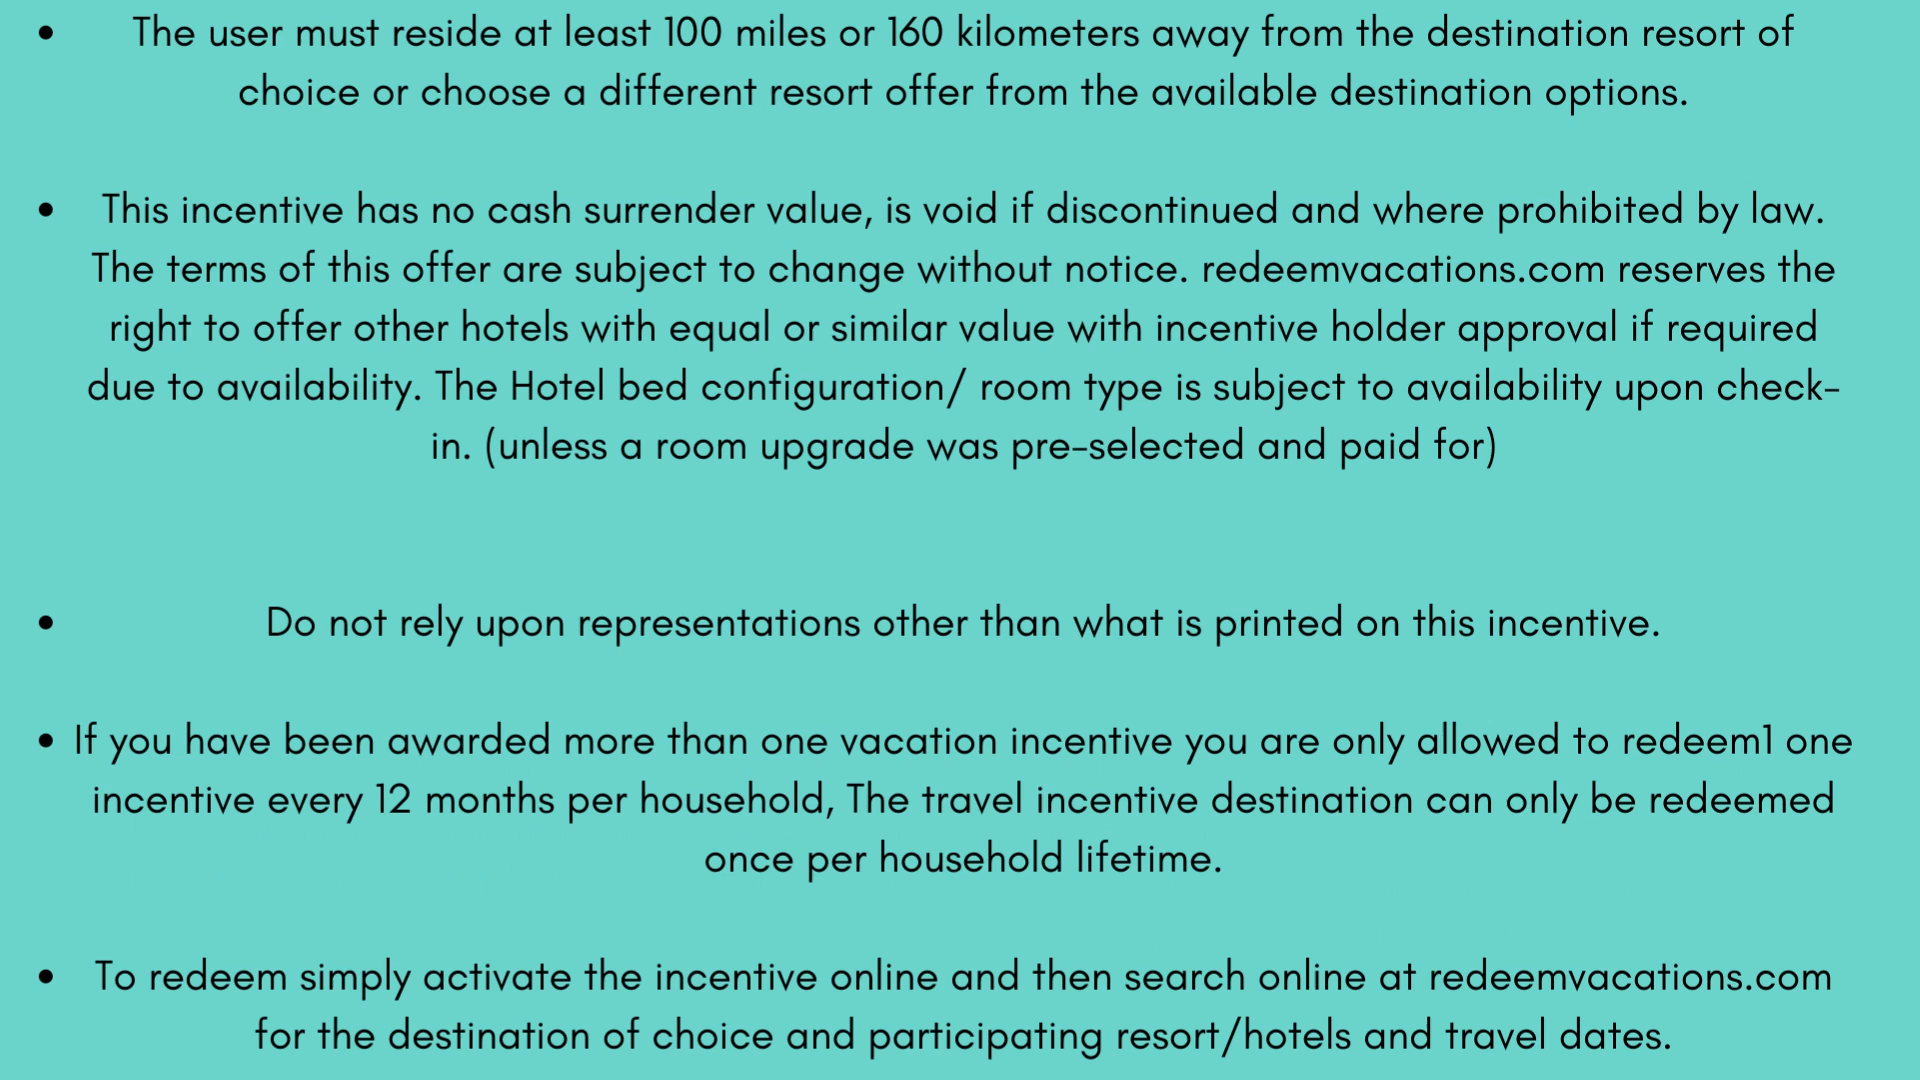 • The user must reside at least 100 miles or 160 kilometers away from the destination resort of
choice or choose a different resort offer from the available destination options.
• This incentive has no cash surrender value, is void if discontinued and where prohibited by law.
The terms of this offer are subject to change without notice. redeemvacations.com reserves the
right to offer other hotels with equal or similar value with incentive holder approval if required
due to availability. The Hotel bed configuration/ room type is subject to availability upon check-
in. (unless a room upgrade was pre-selected and paid for)
• Do not rely upon representations other than what is printed on this incentive.
• If you have been awarded more than one vacation incentive you are only allowed to redeem1 one
incentive every 12 months per household, The travel incentive destination can only be redeemed
once per household lifetime.
• To redeem simply activate the incentive online and then search online at redeemvacations.com
for the destination of choice and participating resort/hotels and travel dates.